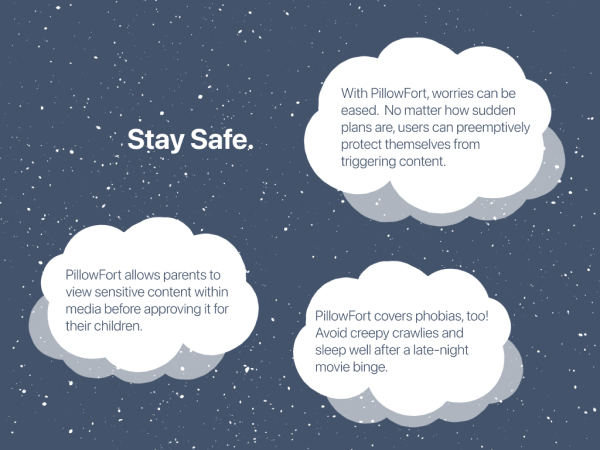 Stay Safe.
With PillowFort, worries can be
eased.  No matter how sudden
plans are, users can preemptively
protect themselves from
triggering content.
PillowFort allows parents to
view sensitive content within
media before approving it for
their children.
PillowFort covers phobias, too!
Avoid creepy crawlies and
sleep well after a late-night
movie binge.